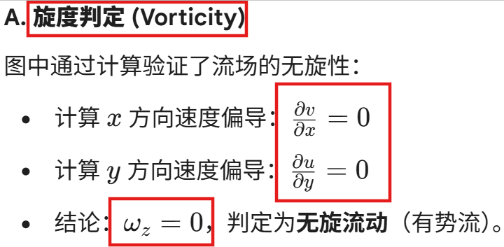 A. 旋度判定 (Vorticity)
图中通过计算验证了流场的无旋性：
• 计算 x 方向速度偏导：∂v/∂x = 0
• 计算 y 方向速度偏导：∂u/∂y = 0
• 结论：ω_z = 0，判定为无旋流动（有势流）。